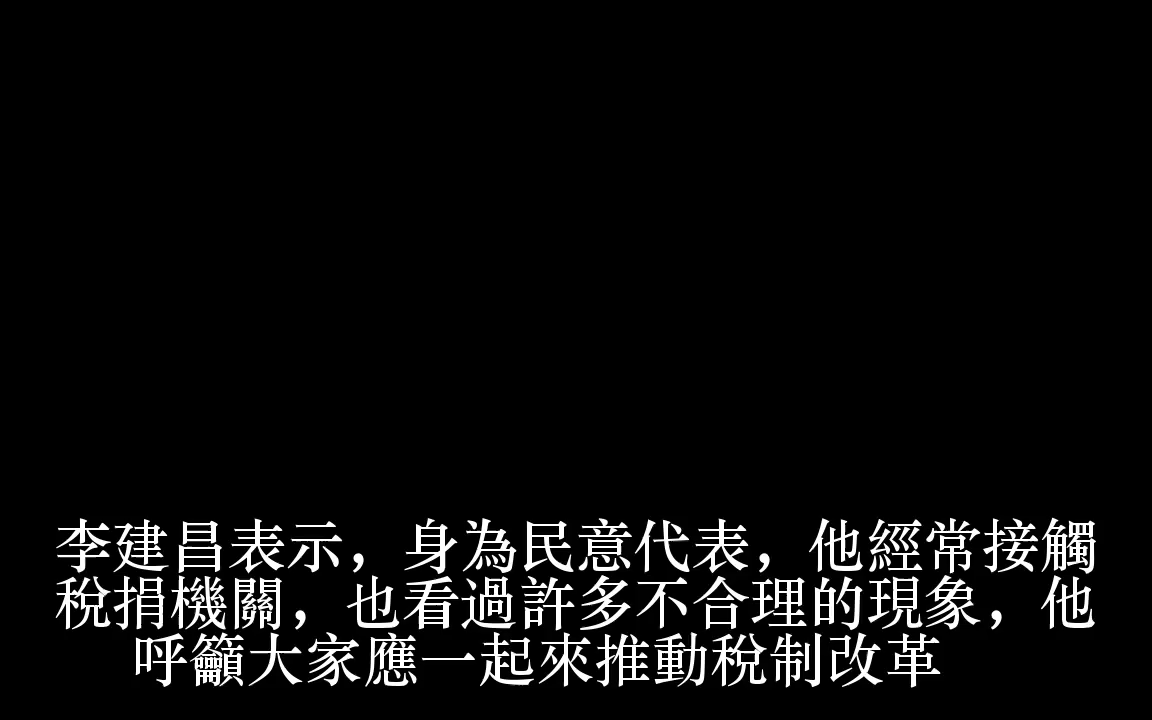 李建昌表示，身為民意代表，他經常接觸
稅捐機關，也看過許多不合理的現象，他
呼籲大家應一起來推動稅制改革